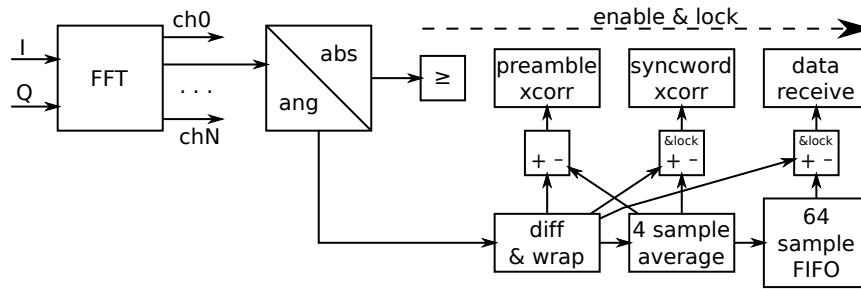 enable & lock
I
Q
FFT
ch0
. . .
chN
abs
ang
≥
preamble
xcorr
syncword
xcorr
data
receive
+ -
&lock
+ -
&lock
+ -
diff
& wrap
4 sample
average
64
sample
FIFO